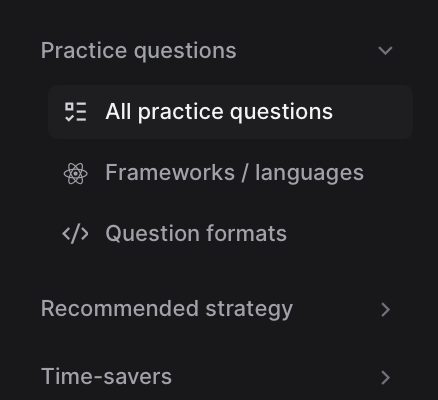 Practice questions
All practice questions
Frameworks / languages
Question formats
Recommended strategy
Time-savers